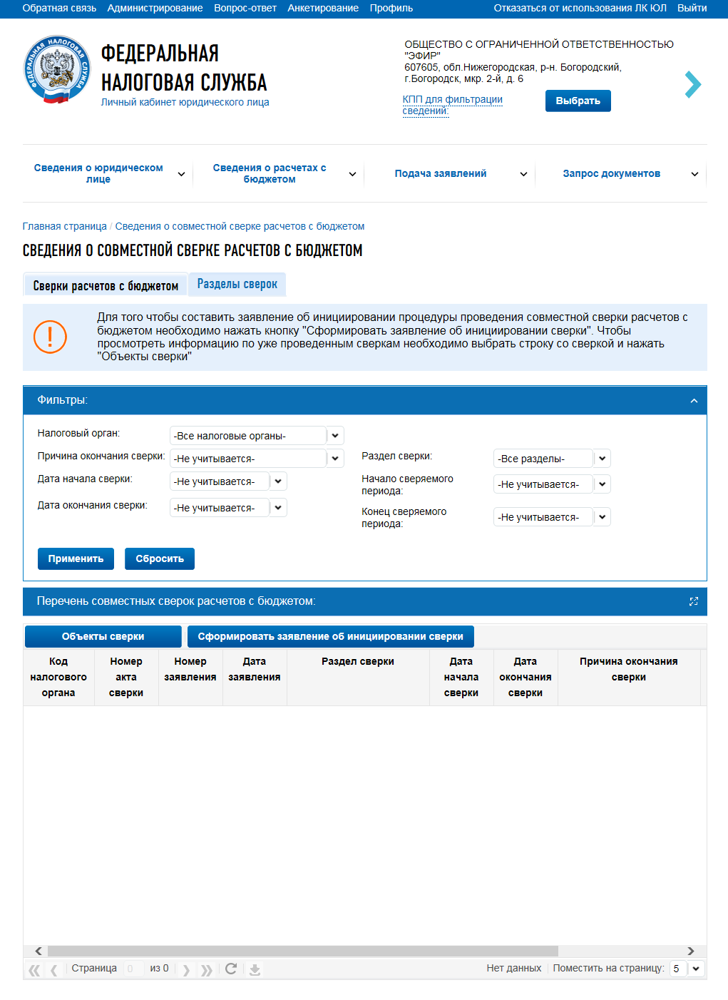 Обратная связь Администрирование Вопрос-ответ Анкетирование Профиль Отказаться от использования ЛК ЮЛ Выйти
ФЕДЕРАЛЬНАЯ НАЛОГОВАЯ СЛУЖБА
ФЕДЕРАЛЬНАЯ
НАЛОГОВАЯ СЛУЖБА
Личный кабинет юридического лица
ОБЩЕСТВО С ОГРАНИЧЕННОЙ ОТВЕТСТВЕННОСТЬЮ
"ЭФИР"
607605, обл.Нижегородская, р-н. Богородский,
г.Богородск, мкр. 2-й, д. 6
КПП для фильтрации
сведений:
Выбрать
Сведения о юридическом
лице
Сведения о расчетах с
бюджетом
Подача заявлений
Запрос документов
Главная страница / Сведения о совместной сверке расчетов с бюджетом
СВЕДЕНИЯ О СОВМЕСТНОЙ СВЕРКЕ РАСЧЕТОВ С БЮДЖЕТОМ
Сверки расчетов с бюджетом Разделы сверок
Для того чтобы составить заявление об инициировании процедуры проведения совместной сверки расчетов с
бюджетом необходимо нажать кнопку "Сформировать заявление об инициировании сверки". Чтобы
просмотреть информацию по уже проведенным сверкам необходимо выбрать строку со сверкой и нажать
"Объекты сверки"
Фильтры:
Налоговый орган: -Все налоговые органы-
Причина окончания сверки: -Не учитывается-
Дата начала сверки: -Не учитывается-
Дата окончания сверки: -Не учитывается-
Раздел сверки: -Все разделы-
Начало сверяемого
периода:
-Не учитывается-
Конец сверяемого
периода:
-Не учитывается-
Применить Сбросить
Перечень совместных сверок расчетов с бюджетом:
Объекты сверки Сформировать заявление об инициировании сверки
Код
налогового
органа
Номер
акта
сверки
Номер
заявления
Дата
заявления
Раздел сверки
Дата
начала
сверки
Дата
окончания
сверки
Причина окончания
сверки
Страница 0 из 0 Нет данных Поместить на страницу: 5